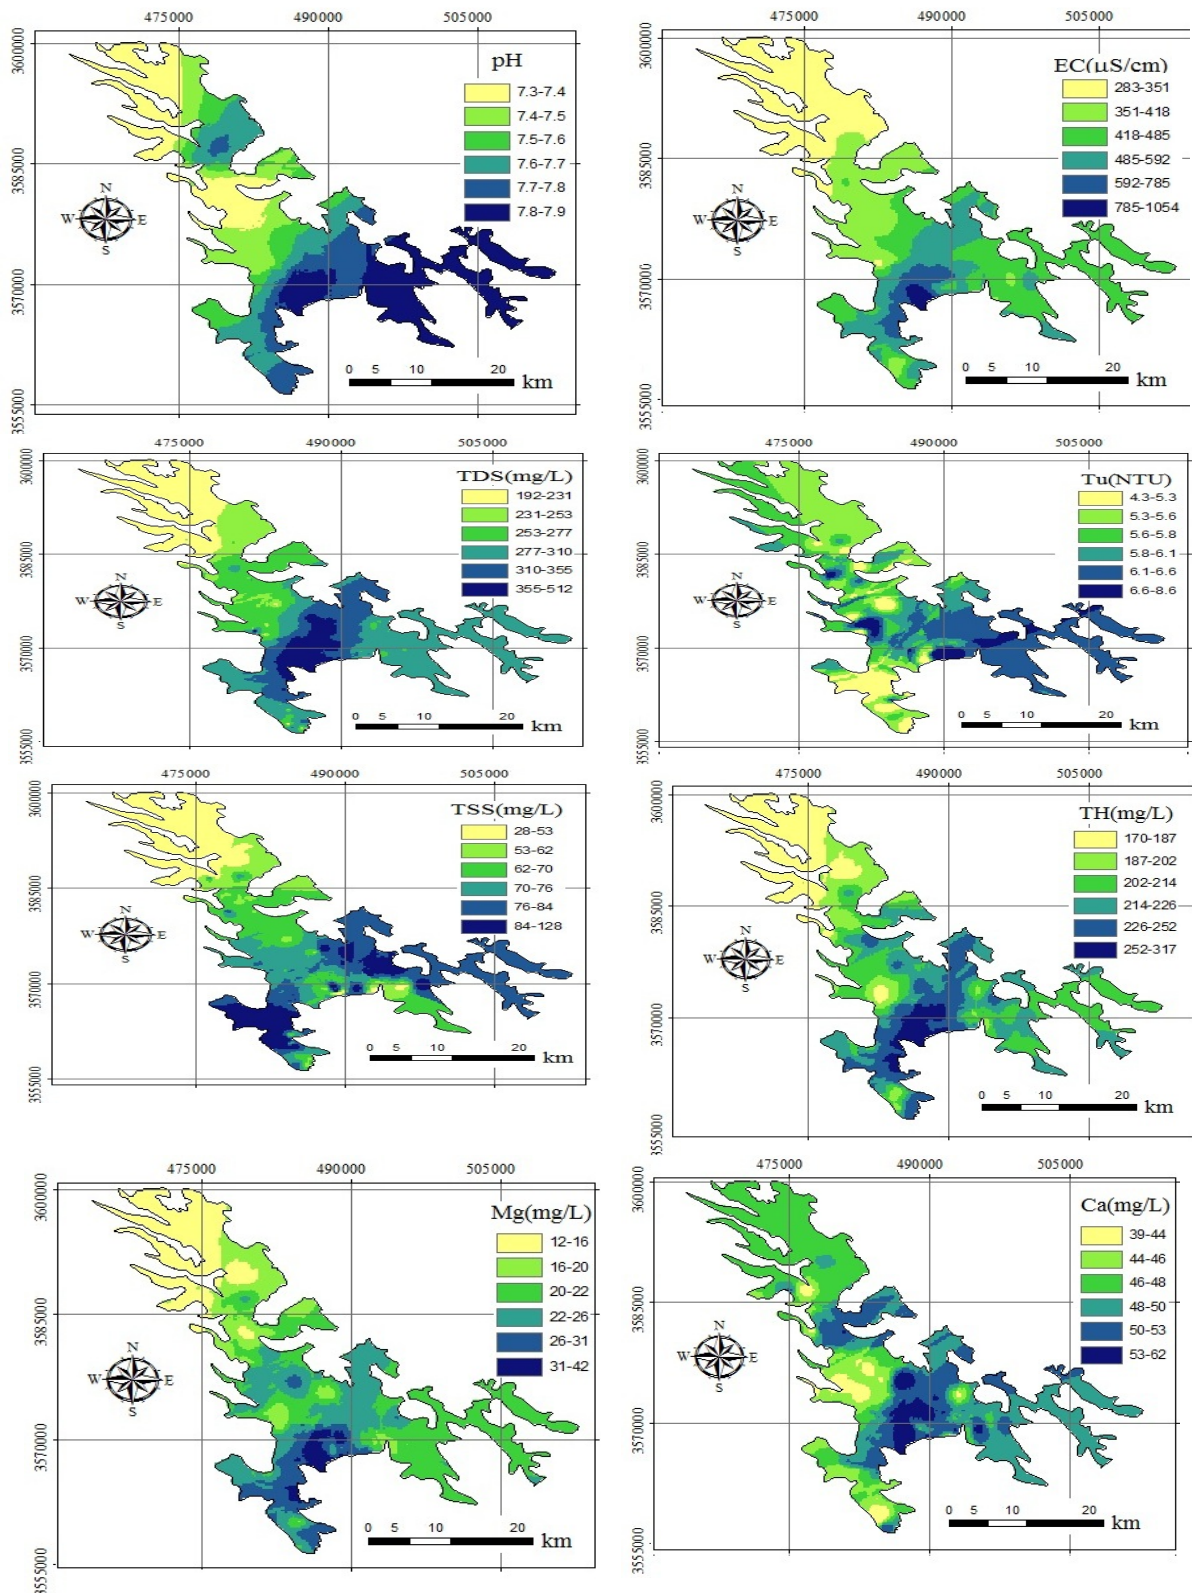 475000 490000 505000
3600000
3585000
3570000
3555000
pH
7.3-7.4
7.4-7.5
7.5-7.6
7.6-7.7
7.7-7.8
7.8-7.9
N
W E
S
0 5 10 20
km
475000 490000 505000
3600000
3585000
3570000
3555000
EC(µS/cm)
283-351
351-418
418-485
485-592
592-785
785-1054
N
W E
S
0 5 10 20
km
475000 490000 505000
3600000
3585000
3570000
3555000
TDS(mg/L)
192-231
231-253
253-277
277-310
310-355
355-512
N
W E
S
0 5 10 20
km
475000 490000 505000
3600000
3585000
3570000
3555000
Tu(NTU)
4.3-5.3
5.3-5.6
5.6-5.8
5.8-6.1
6.1-6.6
6.6-8.6
N
W E
S
0 5 10 20
km
475000 490000 505000
3600000
3585000
3570000
3555000
TSS(mg/L)
28-53
53-62
62-70
70-76
76-84
84-128
N
W E
S
0 5 10 20
km
475000 490000 505000
3600000
3585000
3570000
3555000
TH(mg/L)
170-187
187-202
202-214
214-226
226-252
252-317
N
W E
S
0 5 10 20
km
475000 490000 505000
3600000
3585000
3570000
3555000
Mg(mg/L)
12-16
16-20
20-22
22-26
26-31
31-42
N
W E
S
0 5 10 20
km
475000 490000 505000
3600000
3585000
3570000
3555000
Ca(mg/L)
39-44
44-46
46-48
48-50
50-53
53-62
N
W E
S
0 5 10 20
km